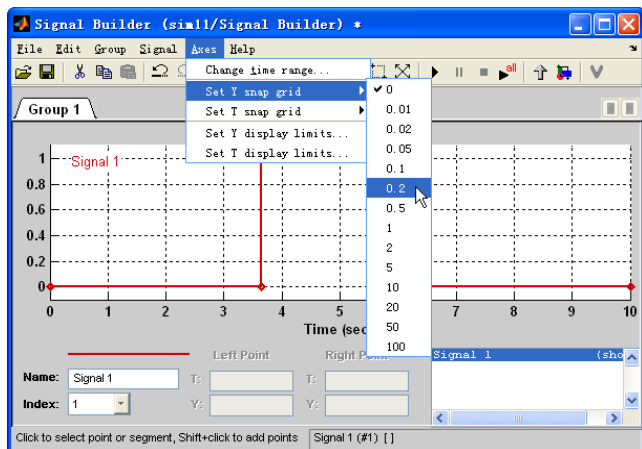 Signal Builder (sim11/Signal Builder) *
File Edit Group Signal Axes Help
all
Change time range...
Set Y snap grid
Set T snap grid
Set Y display limits...
Set T display limits...
0
0.01
0.02
0.05
0.1
0.2
0.5
1
2
5
10
20
50
100
Group 1
Signal 1
1
0.8
0.6
0.4
0.2
0
0 1 2 3 4 5 7 8 9 10
Time (sec
Left Point Right P
Name: Signal 1 T: T:
Index: 1 Y: Y:
Signal 1 (sho
Click to select point or segment, Shift+click to add points Signal 1 (#1) [ ]